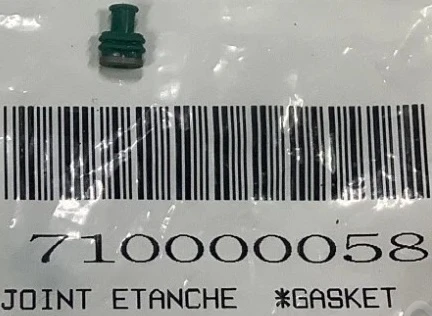 710000058
JOINT ETANCHE *GASKET